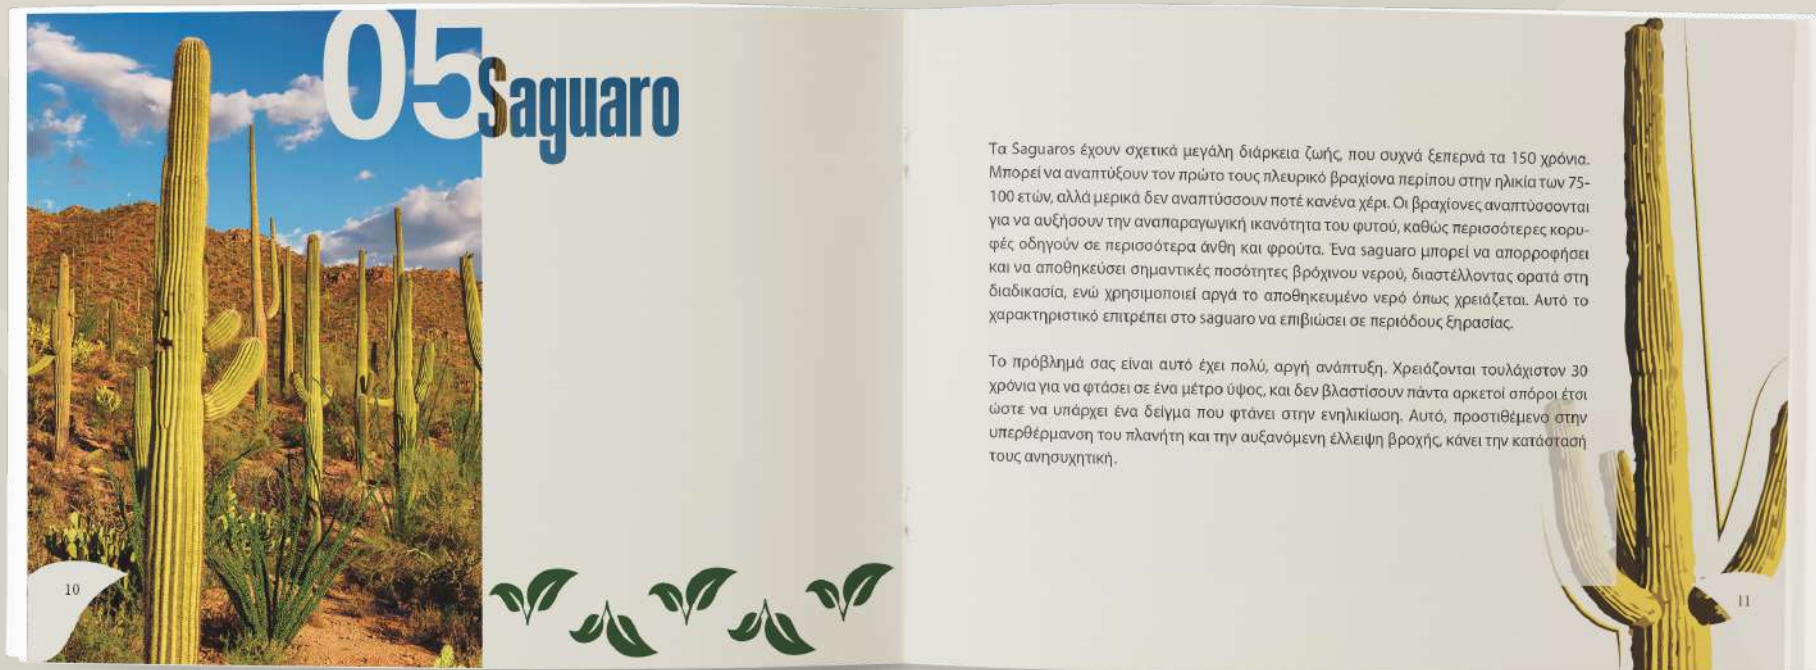 05
Saguaro
Τα Saguaros έχουν σχετικά μεγάλη διάρκεια ζωής, που συχνά ξεπερνά τα 150 χρόνια.
Μπορεί να αναπτύξουν τον πρώτο τους πλευρικό βραχίονα περίπου στην ηλικία των 75-
100 ετών, αλλά μερικά δεν αναπτύσσουν ποτέ κανένα χέρι. Οι βραχίονες αναπτύσσονται
για να αυξήσουν την αναπαραγωγική ικανότητα του φυτού, καθώς περισσότερες κορυ-
φές οδηγούν σε περισσότερα άνθη και φρούτα. Ένα saguaro μπορεί να απορροφήσει
και να αποθηκεύσει σημαντικές ποσότητες βρόχινου νερού, διαστέλλοντας ορατά στη
διαδικασία, ενώ χρησιμοποιεί αργά το αποθηκευμένο νερό όπως χρειάζεται. Αυτό το
χαρακτηριστικό επιτρέπει στο saguaro να επιβιώσει σε περιόδους ξηρασίας.
Το πρόβλημά σας είναι αυτό έχει πολύ, αργή ανάπτυξη. Χρειάζονται τουλάχιστον 30
χρόνια για να φτάσει σε ένα μέτρο ύψος, και δεν βλαστίσουν πάντα αρκετοί σπόροι έτσι
ώστε να υπάρχει ένα δείγμα που φτάνει στην ενηλικίωση. Αυτό, προστιθέμενο στην
υπερθέρμανση του πλανήτη και την αυξανόμενη έλλειψη βροχής, κάνει την κατάστασή
τους ανησυχητική.
10
11